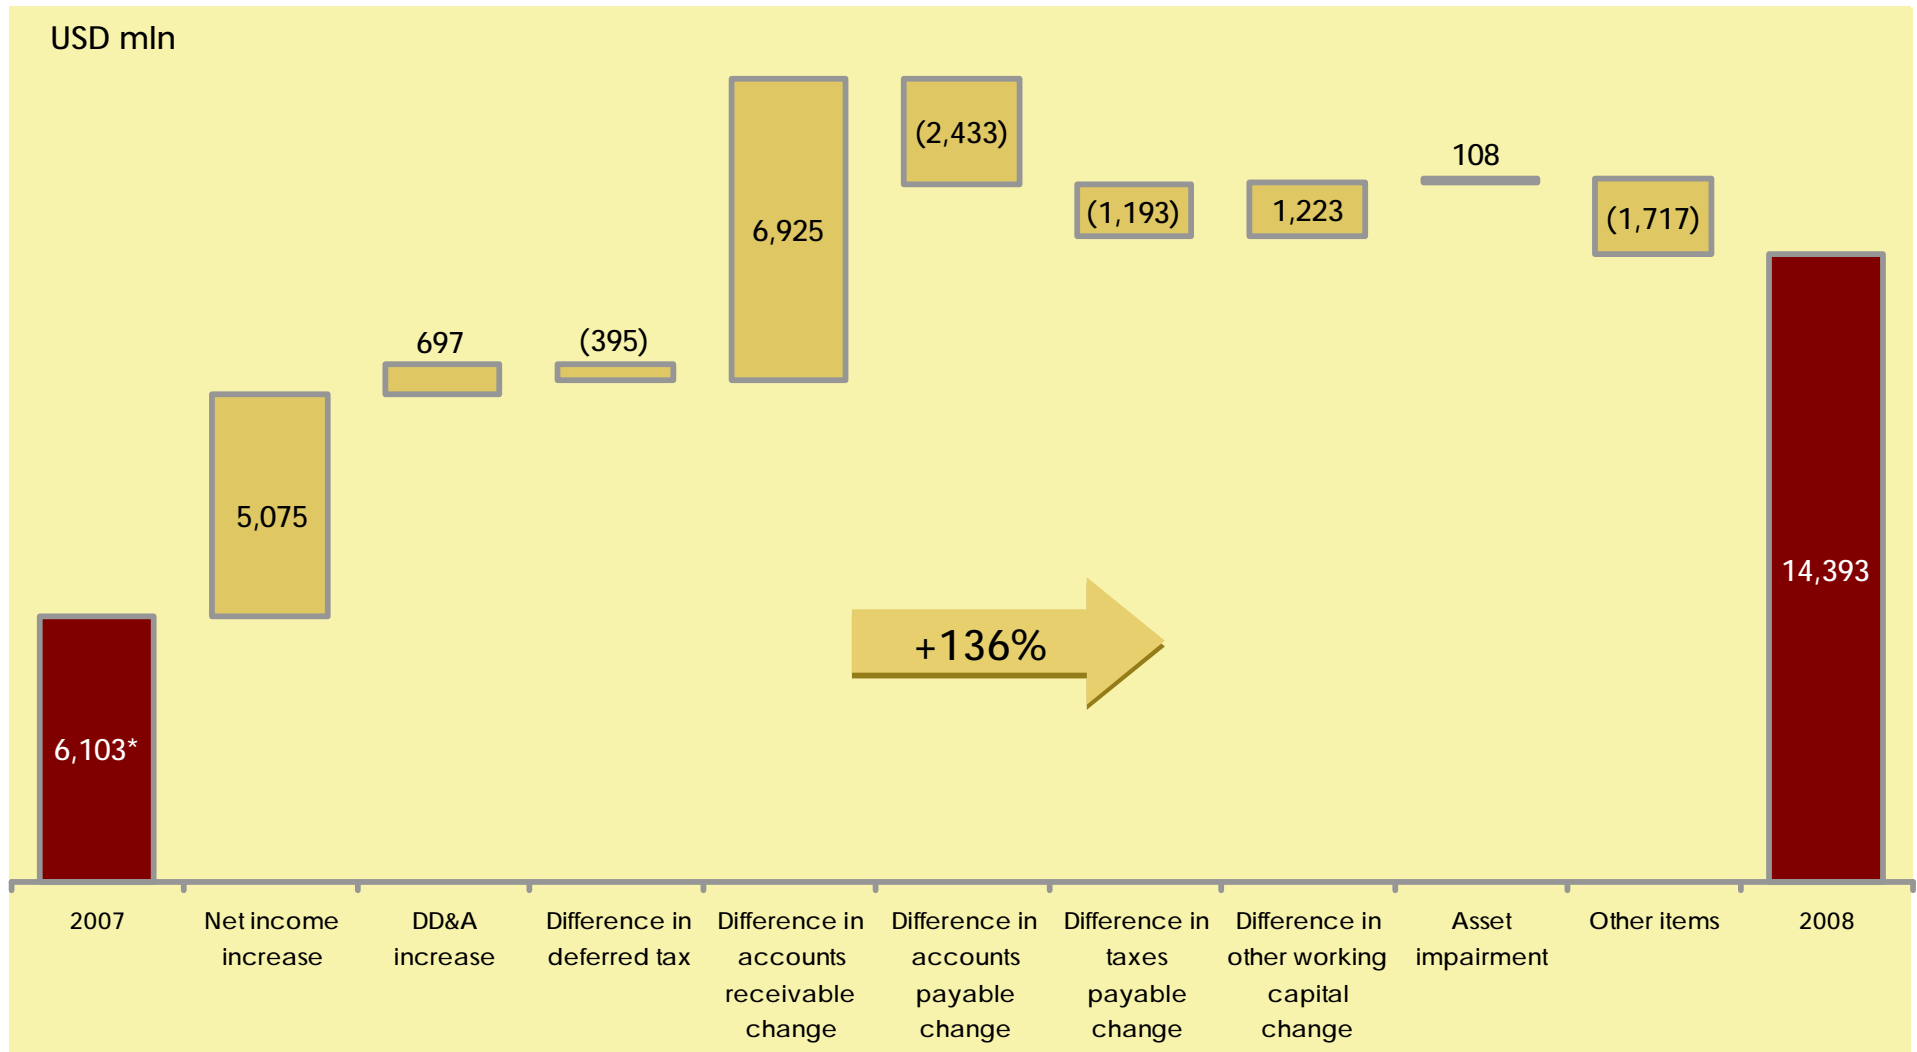 USD mln
6,103*
5,075
697
(395)
6,925
(2,433)
(1,193)
1,223
108
(1,717)
14,393
+136%
2007
Net income
increase
DD&A
increase
Difference in
deferred tax
Difference in
accounts
receivable
change
Difference in
accounts
payable
change
Difference in
taxes
payable
change
Difference in
other working
capital
change
Asset
impairment
Other items
2008